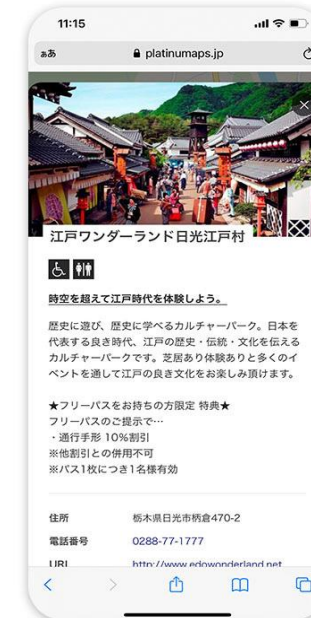 11:15
ああ
platinumaps.jp
江戸ワンダーランド日光江戸村
時空を超えて江戸時代を体験しよう。
歴史に遊び、歴史に学べるカルチャーパーク。日本を
代表する良き時代、江戸の歴史・伝統・文化を伝える
カルチャーパークです。芝居あり体験ありと多くのイ
ベントを通して江戸の良き文化をお楽しみ頂けます。
★フリーパスをお持ちの方限定 特典★
フリーパスのご提示で…
・通行手形 10%割引
※他割引との併用不可
※パス1枚につき1名様有効
住所
栃木県日光市柄倉470-2
電話番号
0288-77-1777
URL
http://www.edowonderland.net